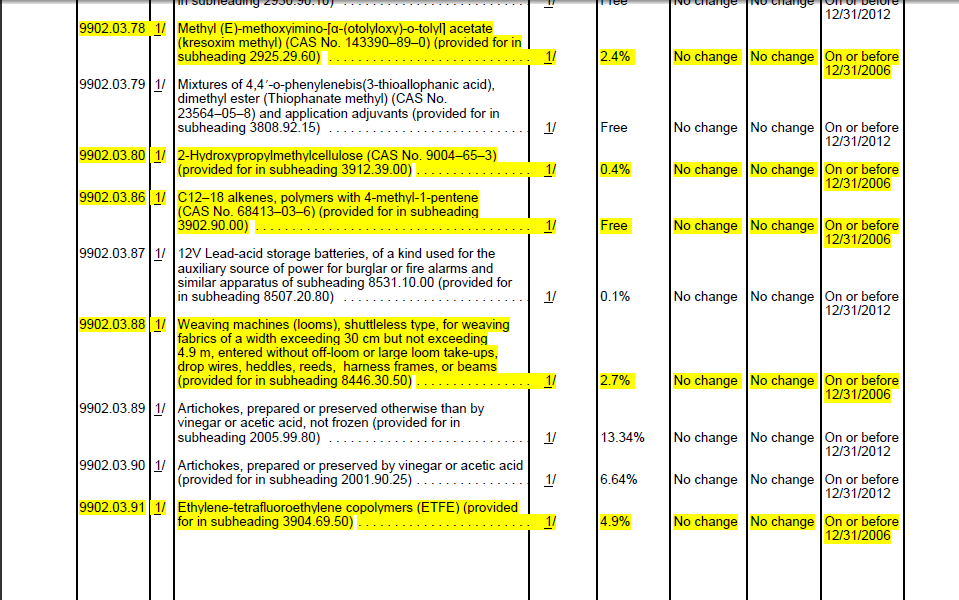 in subheading 2930.90.10) . . . . . . . . . . . . . . . . . . . . . . . . . . . 1/ Free No change No change On or before
12/31/2012
9902.03.78 1/ Methyl (E)-methoxyimino-[α-(otolyloxy)-o-tolyl] acetate
(kresoxim methyl) (CAS No. 143390–89–0) (provided for in
subheading 2925.29.60) . . . . . . . . . . . . . . . . . . . . . . . . . . . 1/ 2.4% No change No change On or before
12/31/2006
9902.03.79 1/ Mixtures of 4,4′-o-phenylenebis(3-thioallophanic acid),
dimethyl ester (Thiophanate methyl) (CAS No.
23564–05–8) and application adjuvants (provided for in
subheading 3808.92.15) . . . . . . . . . . . . . . . . . . . . . . . . . . . 1/ Free No change No change On or before
12/31/2012
9902.03.80 1/ 2-Hydroxypropylmethylcellulose (CAS No. 9004–65–3)
(provided for in subheading 3912.39.00) . . . . . . . . . . . . . . . 1/ 0.4% No change No change On or before
12/31/2006
9902.03.86 1/ C12–18 alkenes, polymers with 4-methyl-1-pentene
(CAS No. 68413–03–6) (provided for in subheading
3902.90.00) . . . . . . . . . . . . . . . . . . . . . . . . . . . . . . . . . . . . . 1/ Free No change No change On or before
12/31/2006
9902.03.87 1/ 12V Lead-acid storage batteries, of a kind used for the
auxiliary source of power for burglar or fire alarms and
similar apparatus of subheading 8531.10.00 (provided for
in subheading 8507.20.80) . . . . . . . . . . . . . . . . . . . . . . . . . 1/ 0.1% No change No change On or before
12/31/2012
9902.03.88 1/ Weaving machines (looms), shuttleless type, for weaving
fabrics of a width exceeding 30 cm but not exceeding
4.9 m, entered without off-loom or large loom take-ups,
drop wires, heddles, reeds, harness frames, or beams
(provided for in subheading 8446.30.50) . . . . . . . . . . . . . . . 1/ 2.7% No change No change On or before
12/31/2006
9902.03.89 1/ Artichokes, prepared or preserved otherwise than by
vinegar or acetic acid, not frozen (provided for in
subheading 2005.99.80) . . . . . . . . . . . . . . . . . . . . . . . . . . . 1/ 13.34% No change No change On or before
12/31/2012
9902.03.90 1/ Artichokes, prepared or preserved by vinegar or acetic acid
(provided for in subheading 2001.90.25) . . . . . . . . . . . . . . . 1/ 6.64% No change No change On or before
12/31/2012
9902.03.91 1/ Ethylene-tetrafluoroethylene copolymers (ETFE) (provided
for in subheading 3904.69.50) . . . . . . . . . . . . . . . . . . . . . . . 1/ 4.9% No change No change On or before
12/31/2006